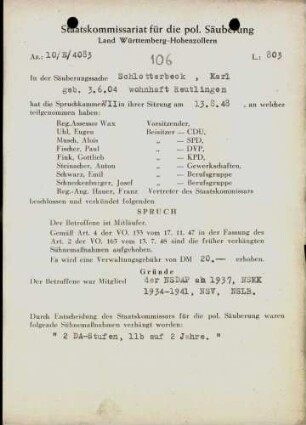 Staatskommissariat für die pol. Säuberung
Land Württemberg-Hohenzollern
Az.: 10/Z/4083
L.: 803
106
In der Säuberungssache Schlotterbeck , Karl
geb. 3.6.04 wohnhaft Reutlingen
hat die Spruchkammer VII in ihrer Sitzung am 13.8.48 , an welcher
teilgenommen haben:
Reg.Assessor Wax Vorsitzender,
Uhl, Eugen Beisitzer — CDU,
Musch, Alois „ — SPD,
Fischer, Paul „ — DVP,
Fink, Gottlieb „ — KPD,
Steinacher, Anton „ — Gewerkschaften,
Schwarz, Emil „ — Berufsgruppe
Schneckenburger, Josef „ — Berufsgruppe
Reg.-Ang. Hauer, Franz Vertreter des Staatskommissars
beschlossen und verkündet folgenden
SPRUCH
Der Betroffene ist Mitläufer.
Gemäß Art. 4 der VO. 133 vom 17. 11. 47 in der Fassung des
Art. 2 der VO. 165 vom 13. 7. 48 sind die früher verhängten
Sühnemaßnahmen aufgehoben.
Es wird eine Verwaltungsgebühr von DM 20.— erhoben.
Gründe
Der Betroffene war Mitglied der NSDAP ab 1937, NSKK
1934-1941, NSV, NSLB.
Durch Entscheidung des Staatskommissars für die pol. Säuberung waren
folgende Sühnemaßnahmen verhängt worden:
" 2 DA-Stufen, 11b auf 2 Jahre. "